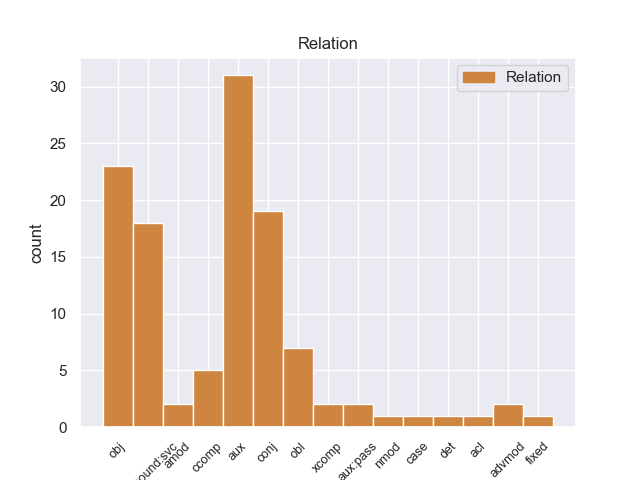 Relation
Relation
count
30
25
20
15
10
5
0
obj
amod
ccomp
aux
conj
obl
xcomp
aux:pass
nmod
case
det
acl
advmod
fixed